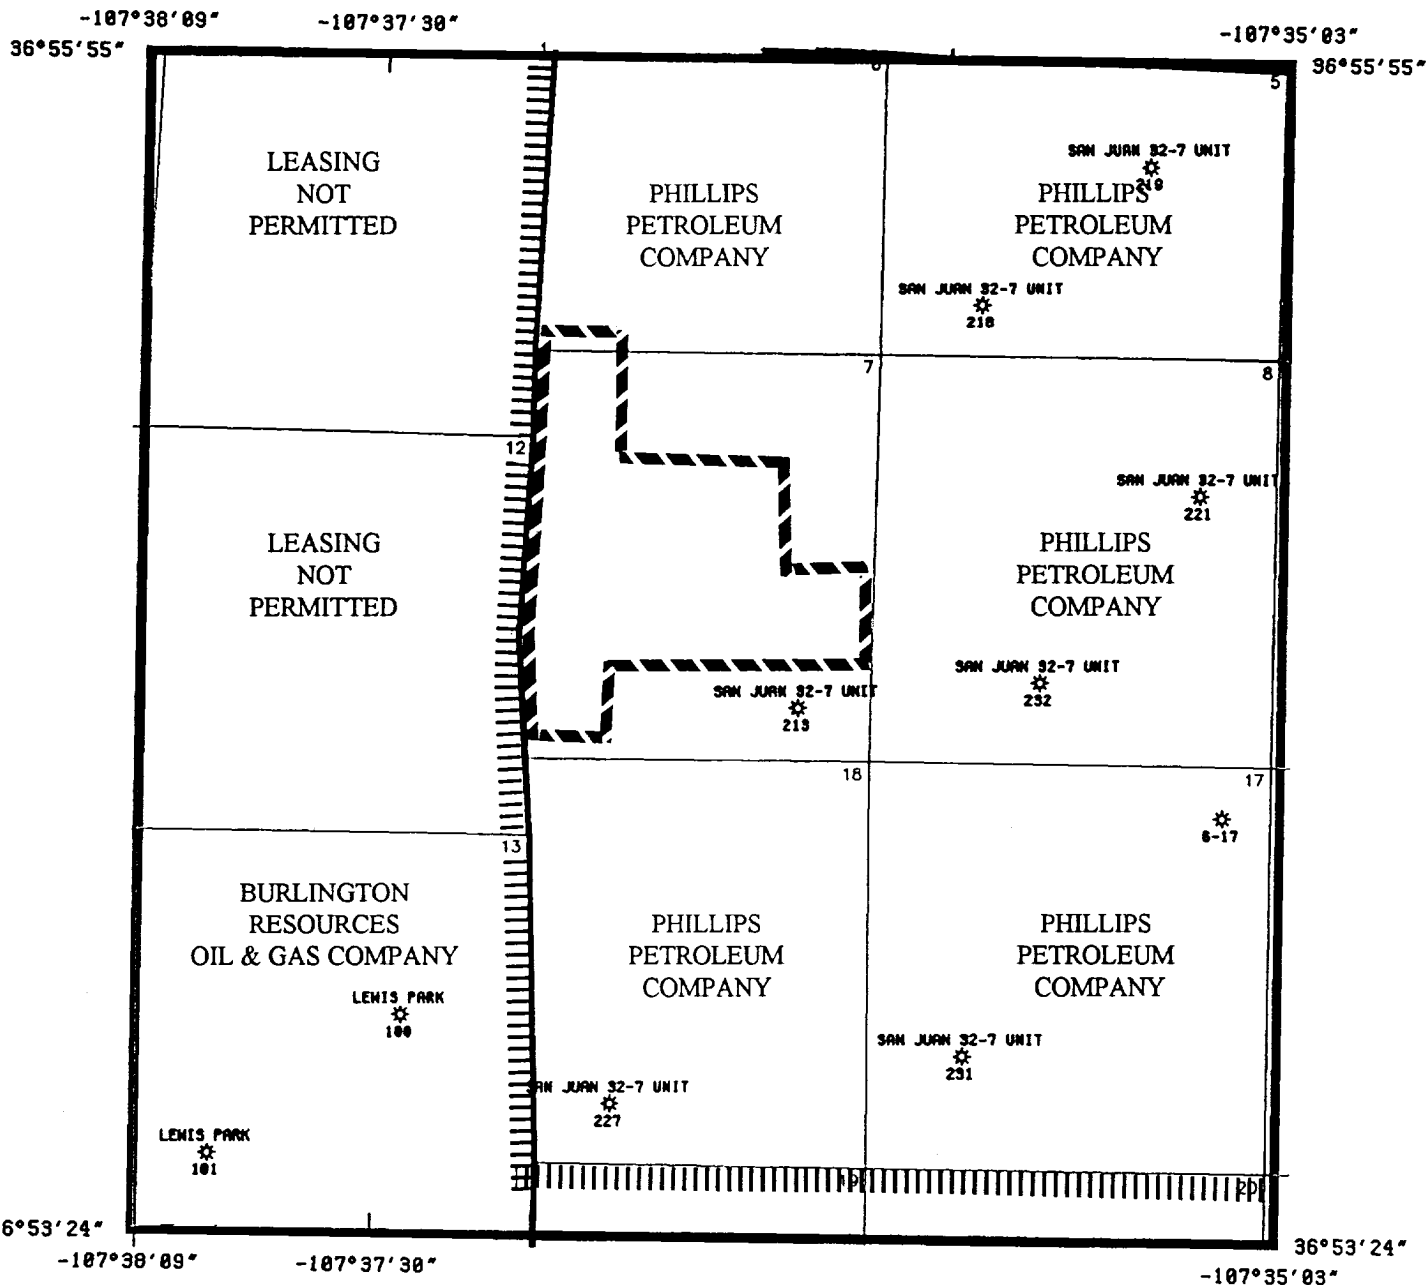 -107°38'09"
-107°37'30"
-107°35'03"
36°55'55"
36°55'55"
1
6
5
SAN JUAN 32-7 UNIT
219
LEASING
NOT
PERMITTED
PHILLIPS
PETROLEUM
COMPANY
PHILLIPS
PETROLEUM
COMPANY
SAN JUAN 32-7 UNIT
218
7
8
12
SAN JUAN 32-7 UNIT
221
LEASING
NOT
PERMITTED
PHILLIPS
PETROLEUM
COMPANY
SAN JUAN 32-7 UNIT
232
SAN JUAN 32-7 UNIT
213
18
17
6-17
13
BURLINGTON
RESOURCES
OIL & GAS COMPANY
PHILLIPS
PETROLEUM
COMPANY
PHILLIPS
PETROLEUM
COMPANY
LEWIS PARK
100
SAN JUAN 32-7 UNIT
231
SAN JUAN 32-7 UNIT
227
LEWIS PARK
101
19
20
6°53'24"
36°53'24"
-107°38'09"
-107°37'30"
-107°35'03"